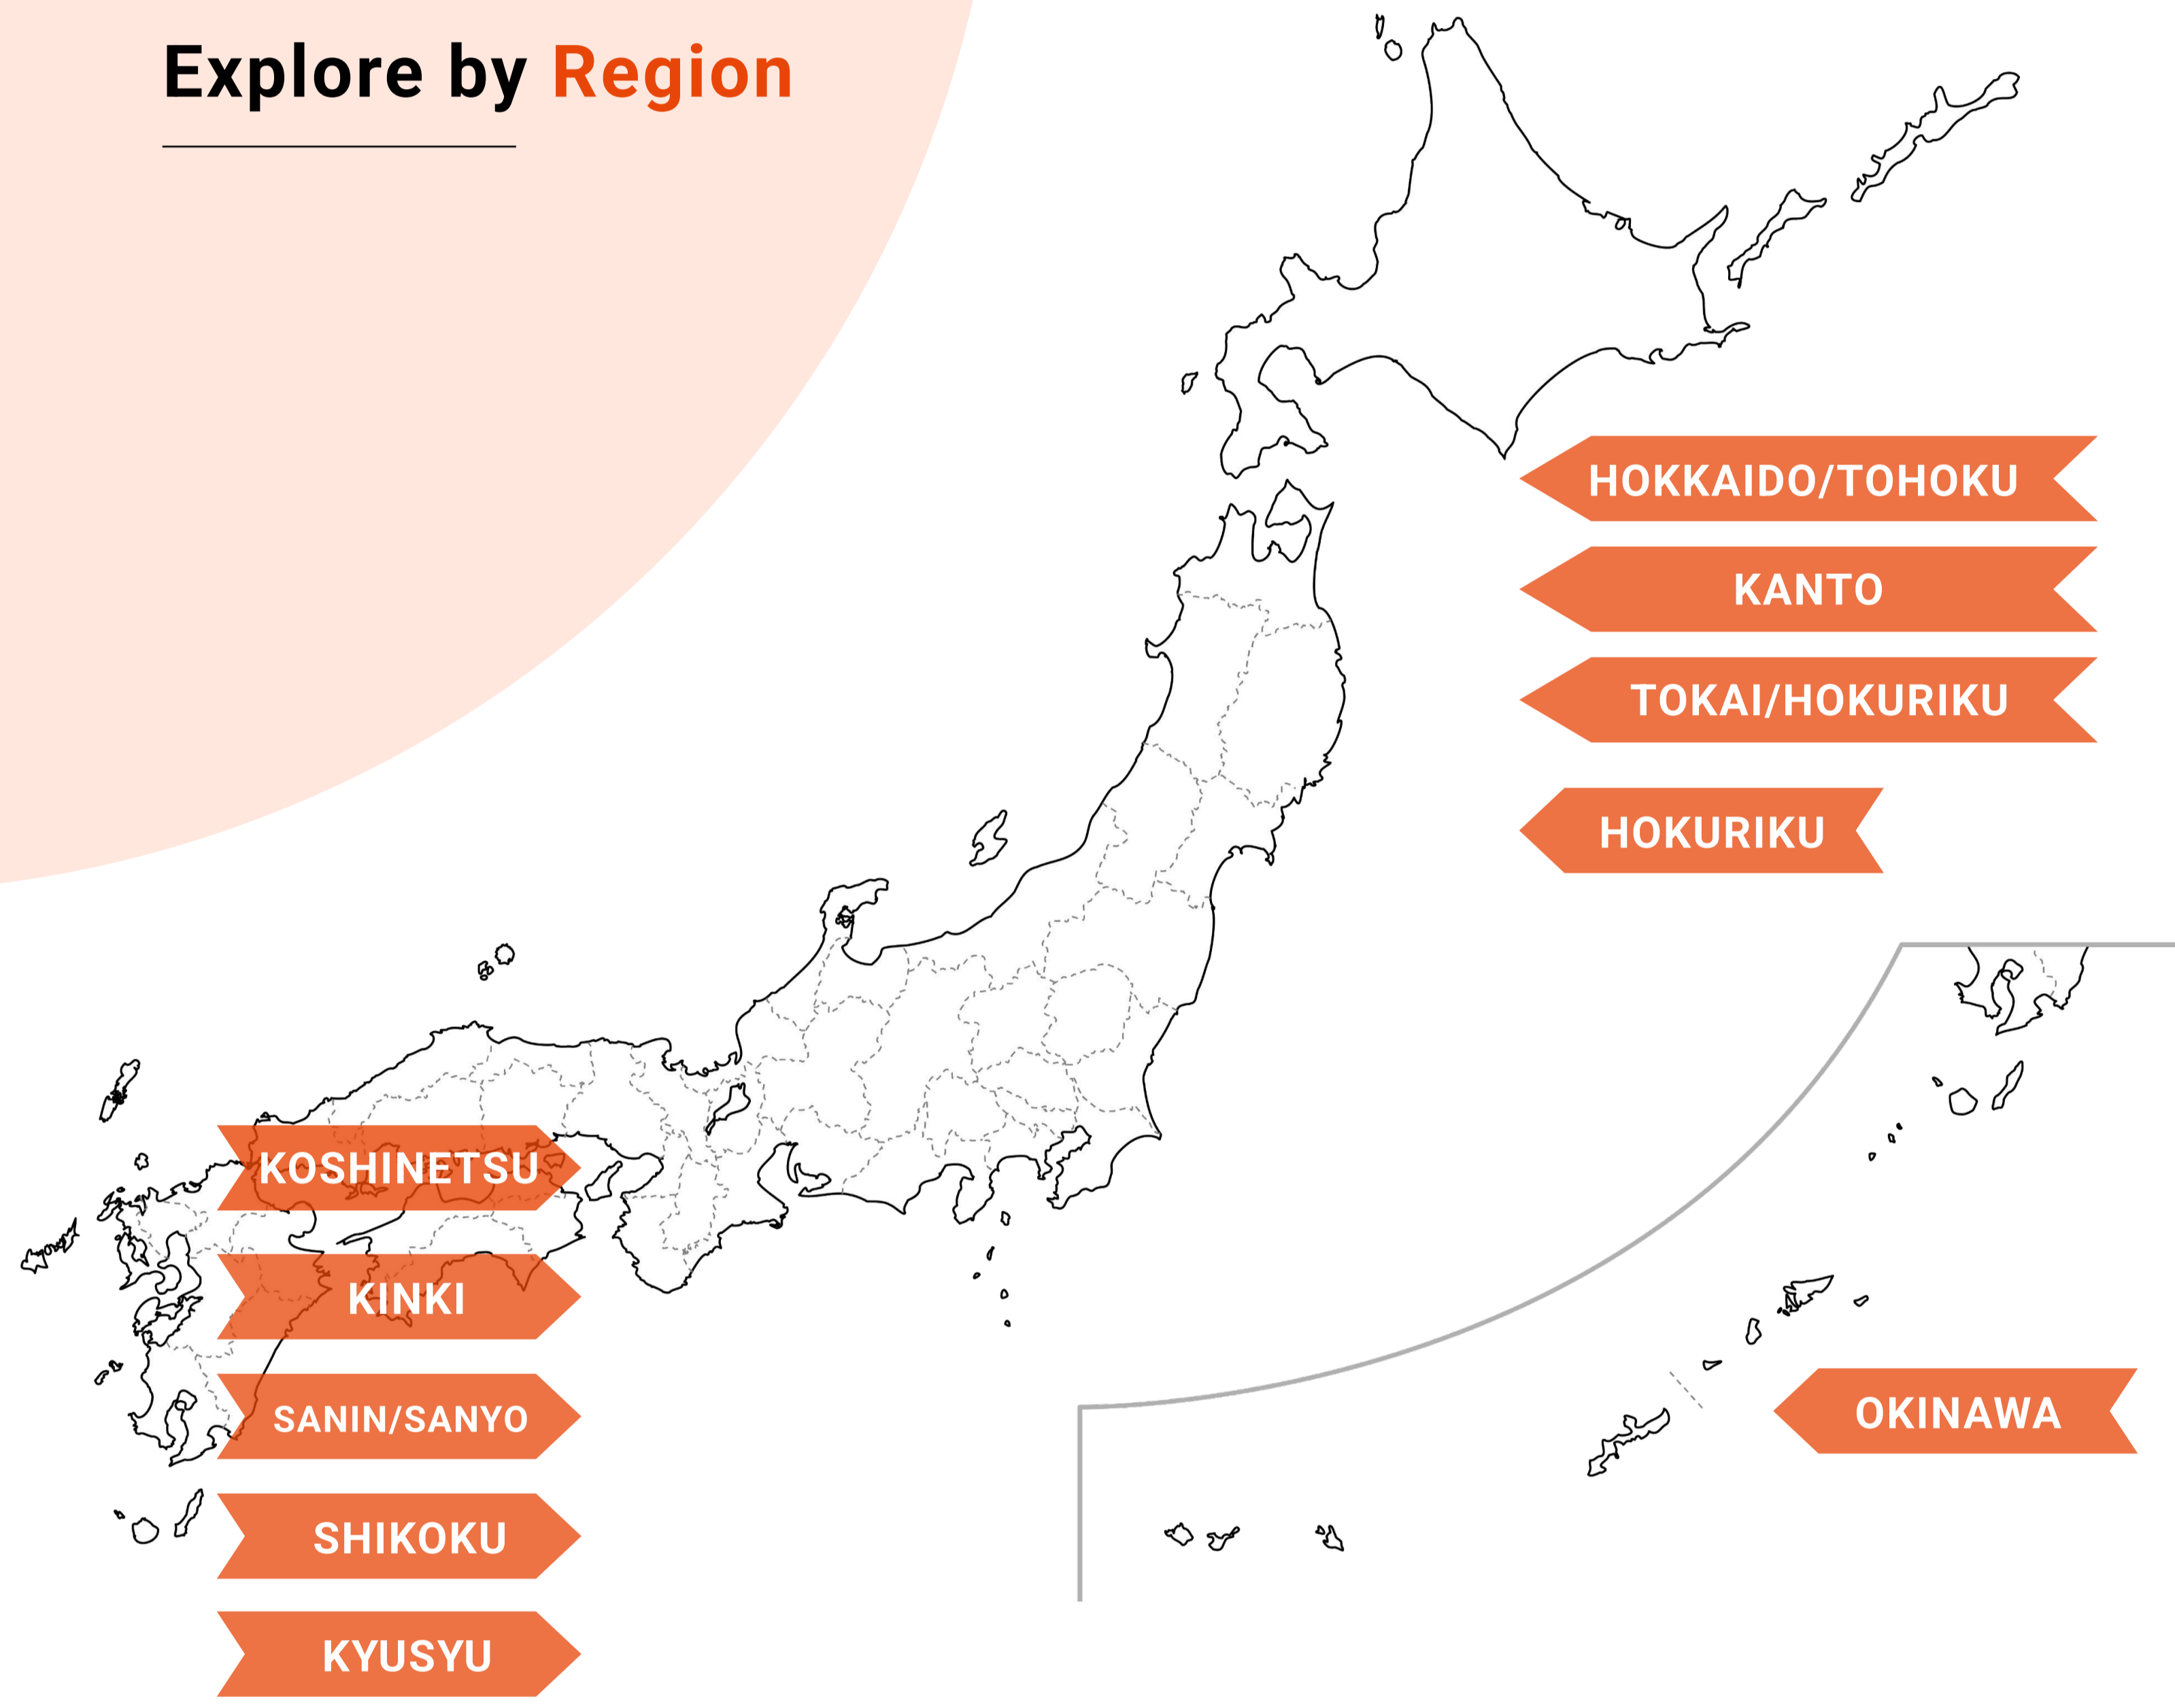 Explore by Region
HOKKAIDO/TOHOKU
KANTO
TOKAI/HOKURIKU
HOKURIKU
KOSHINETSU
KINKI
SANIN/SANYO
SHIKOKU
KYUSYU
OKINAWA